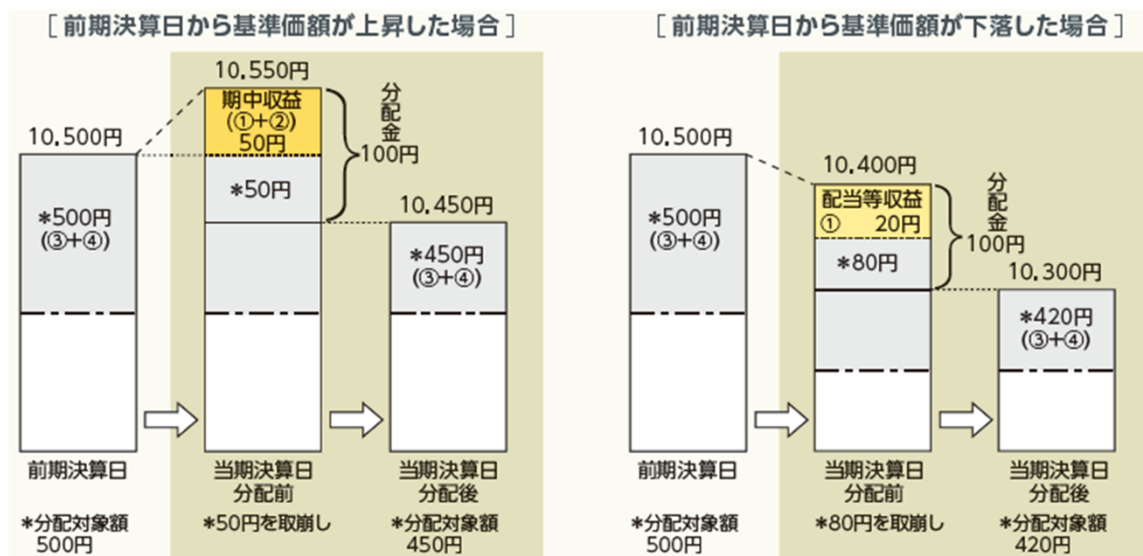 [前期決算日から基準価額が上昇した場合]
10,550円
期中収益
(①+②)
50円
分配金
100円
10,500円
*500円
(③+④)
*50円
10,450円
*450円
(③+④)
前期決算日
当期決算日
分配前
当期決算日
分配後
*分配対象額
500円
*50円を取崩し
*分配対象額
450円
[前期決算日から基準価額が下落した場合]
10,500円
*500円
(③+④)
10,400円
配当等収益
① 20円
*80円
分配金
100円
10,300円
*420円
(③+④)
前期決算日
当期決算日
分配前
当期決算日
分配後
*分配対象額
500円
*80円を取崩し
*分配対象額
420円